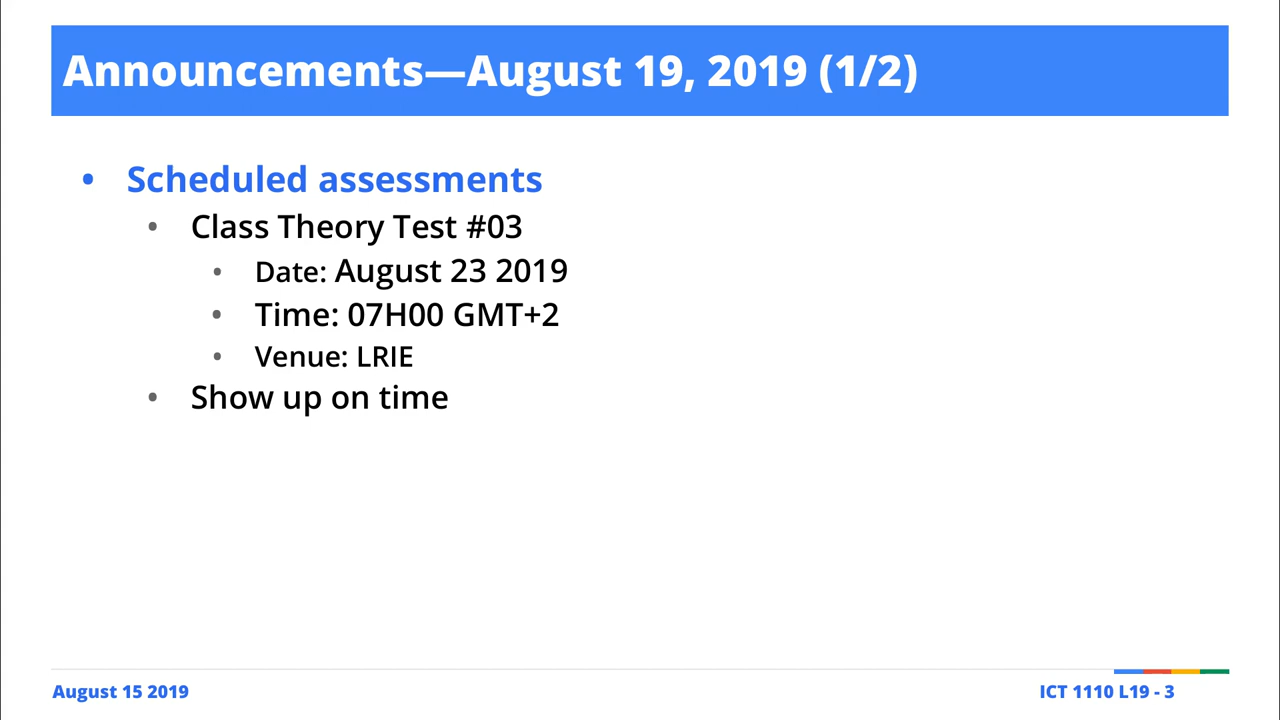 Announcements—August 19, 2019 (1/2)
• Scheduled assessments
• Class Theory Test #03
• Date: August 23 2019
• Time: 07H00 GMT+2
• Venue: LRIE
• Show up on time
August 15 2019
ICT 1110 L19 - 3